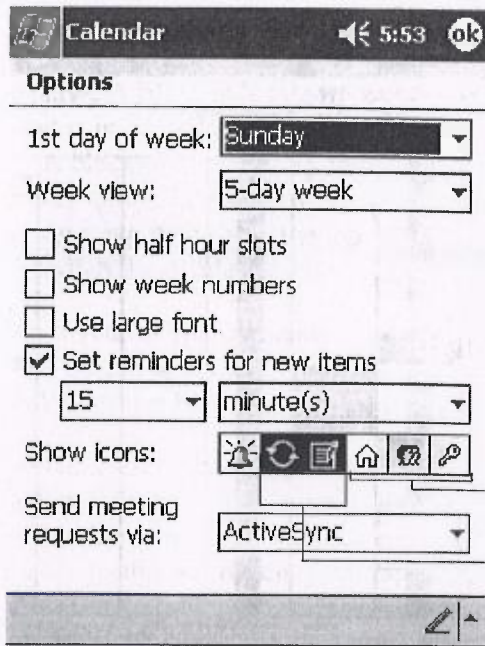 Calendar 5:53 ok
Options
1st day of week: Sunday
Week view: 5-day week
Show half hour slots
Show week numbers
Use large font
Set reminders for new items
15 minute(s)
Show icons:
Send meeting
requests via: ActiveSync